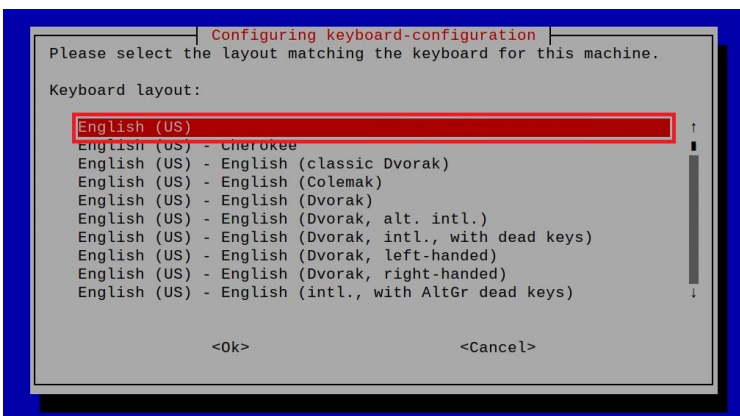 Configuring keyboard-configuration
Please select the layout matching the keyboard for this machine.
Keyboard layout:
English (US)
English (US) - Cherokee
English (US) - English (classic Dvorak)
English (US) - English (Colemak)
English (US) - English (Dvorak)
English (US) - English (Dvorak, alt. intl.)
English (US) - English (Dvorak, intl., with dead keys)
English (US) - English (Dvorak, left-handed)
English (US) - English (Dvorak, right-handed)
English (US) - English (intl., with AltGr dead keys)
<Ok> <Cancel>